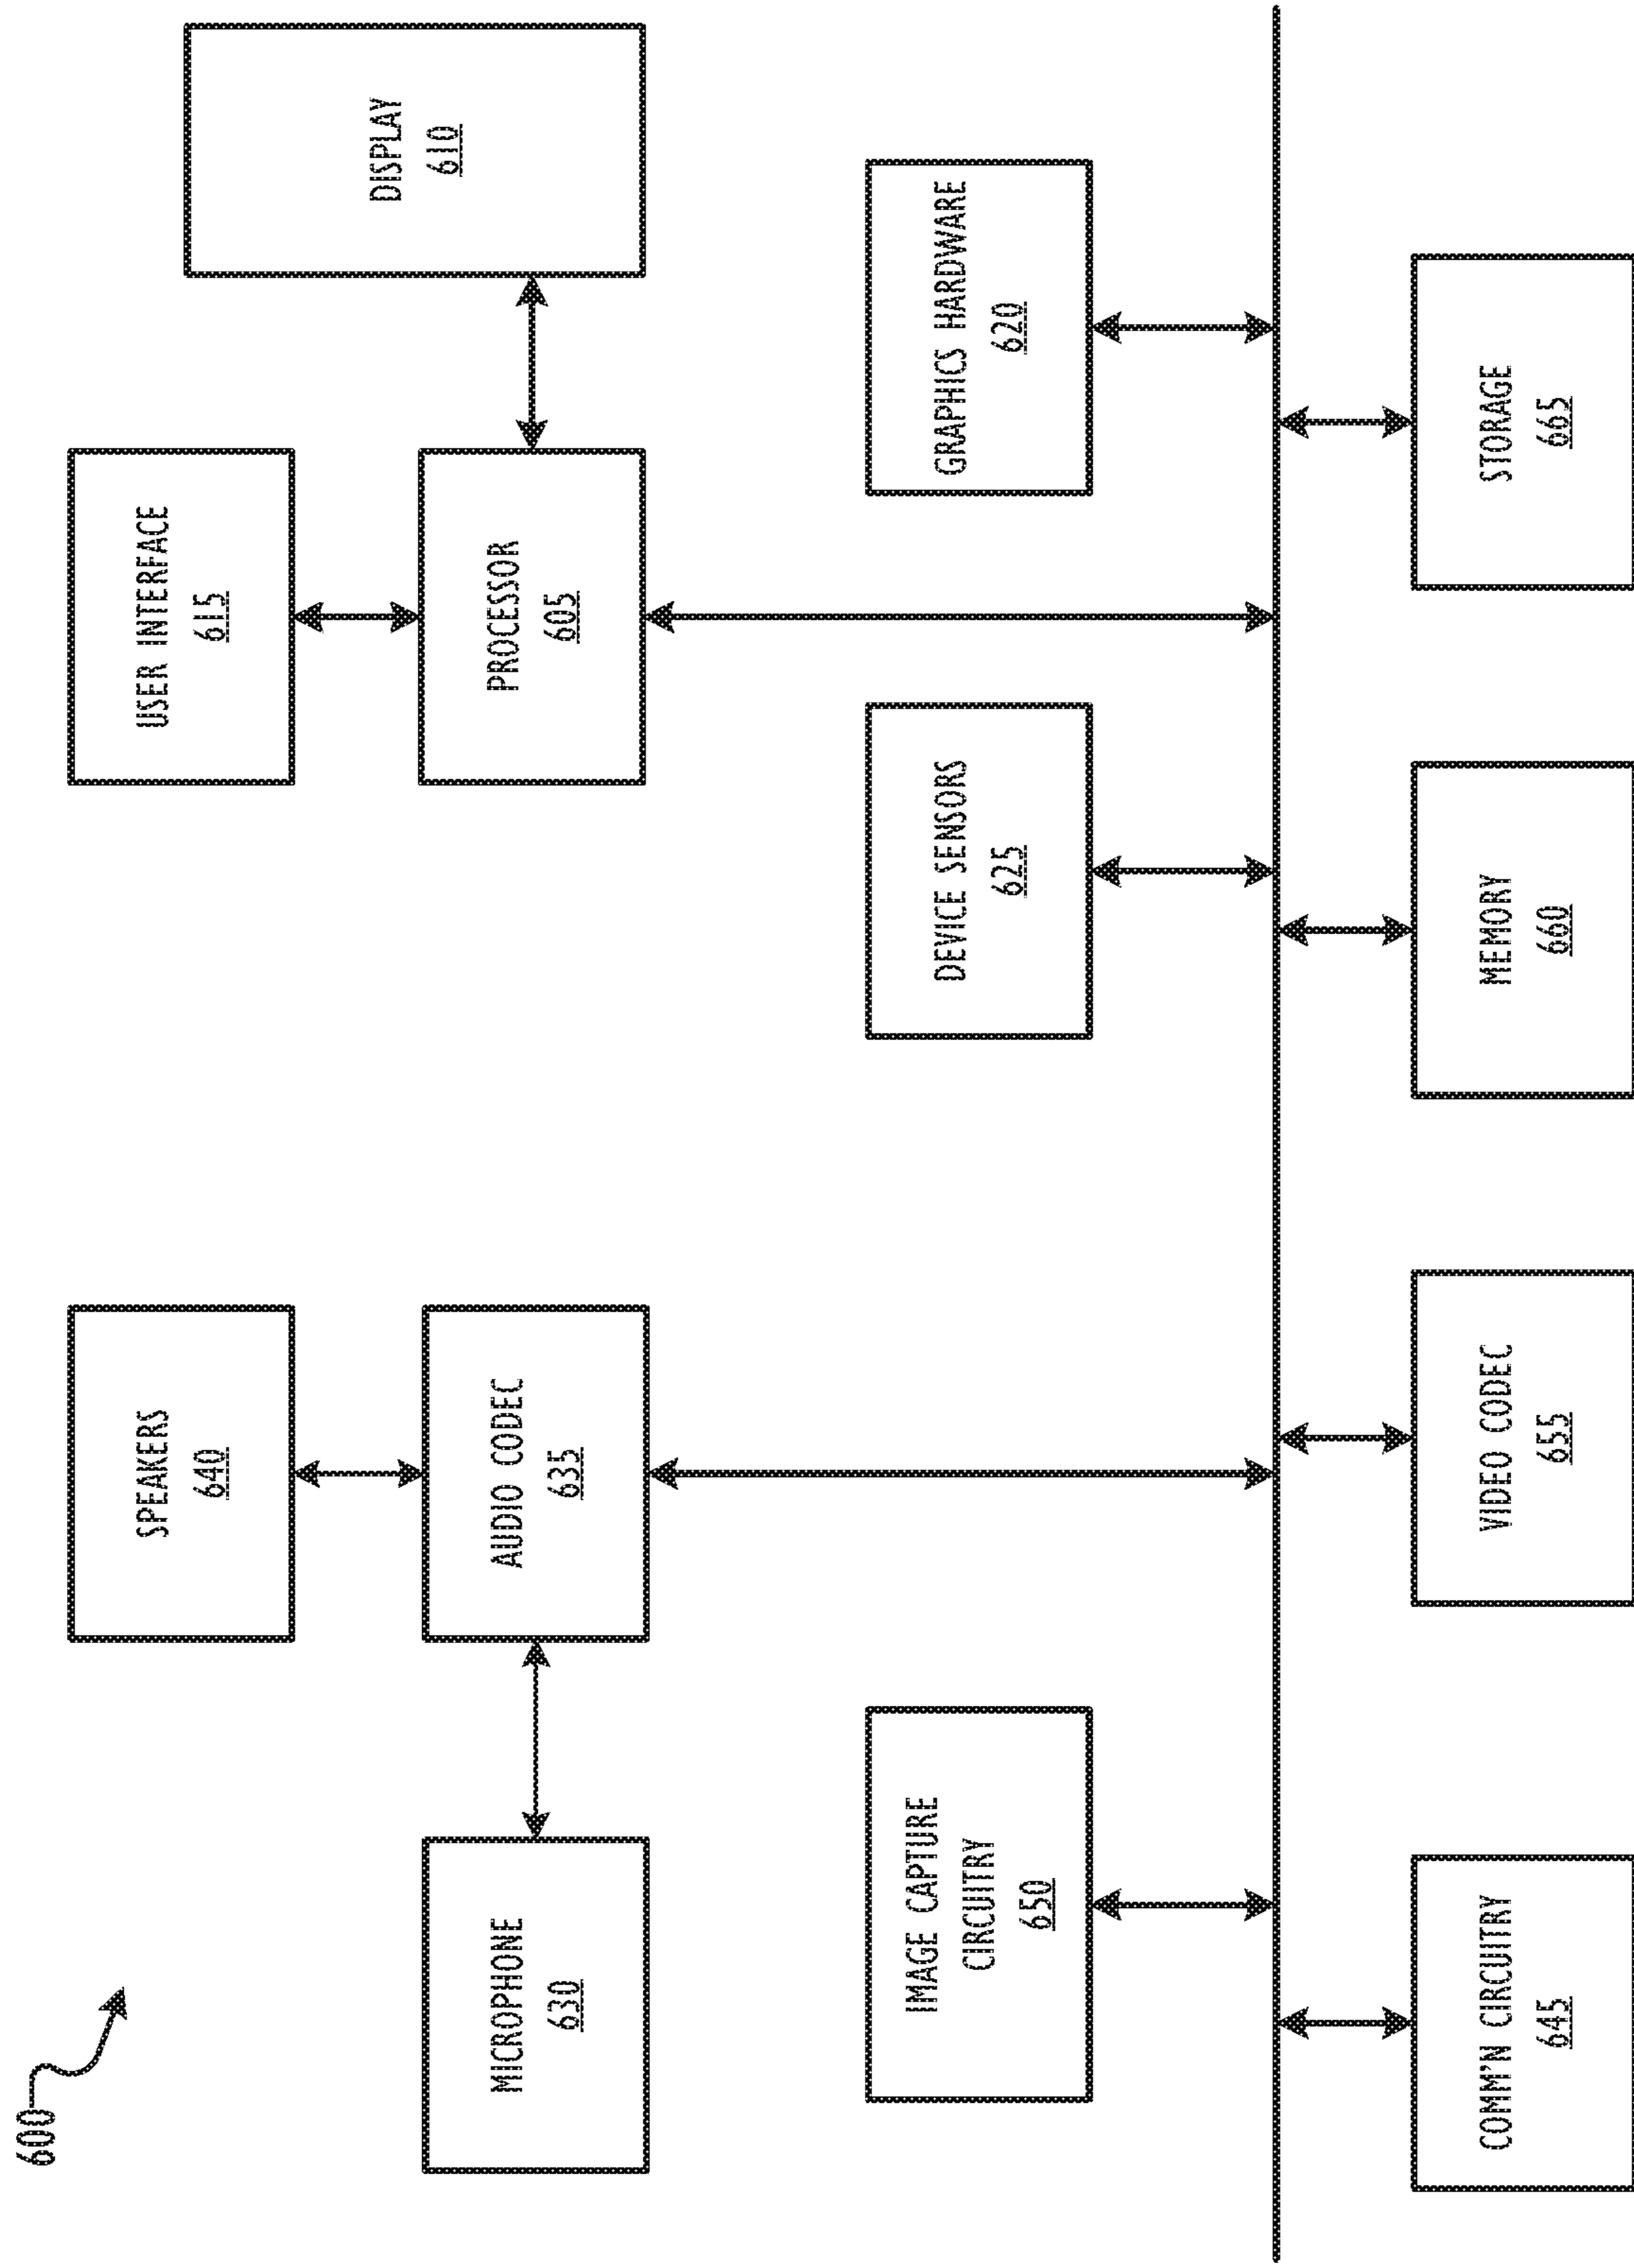 600
SPEAKERS
640
USER INTERFACE
615
MICROPHONE
630
AUDIO CODEC
635
PROCESSOR
605
DISPLAY
610
IMAGE CAPTURE
CIRCUITRY
650
DEVICE SENSORS
625
GRAPHICS HARDWARE
620
COMM'N CIRCUITRY
645
VIDEO CODEC
655
MEMORY
660
STORAGE
665